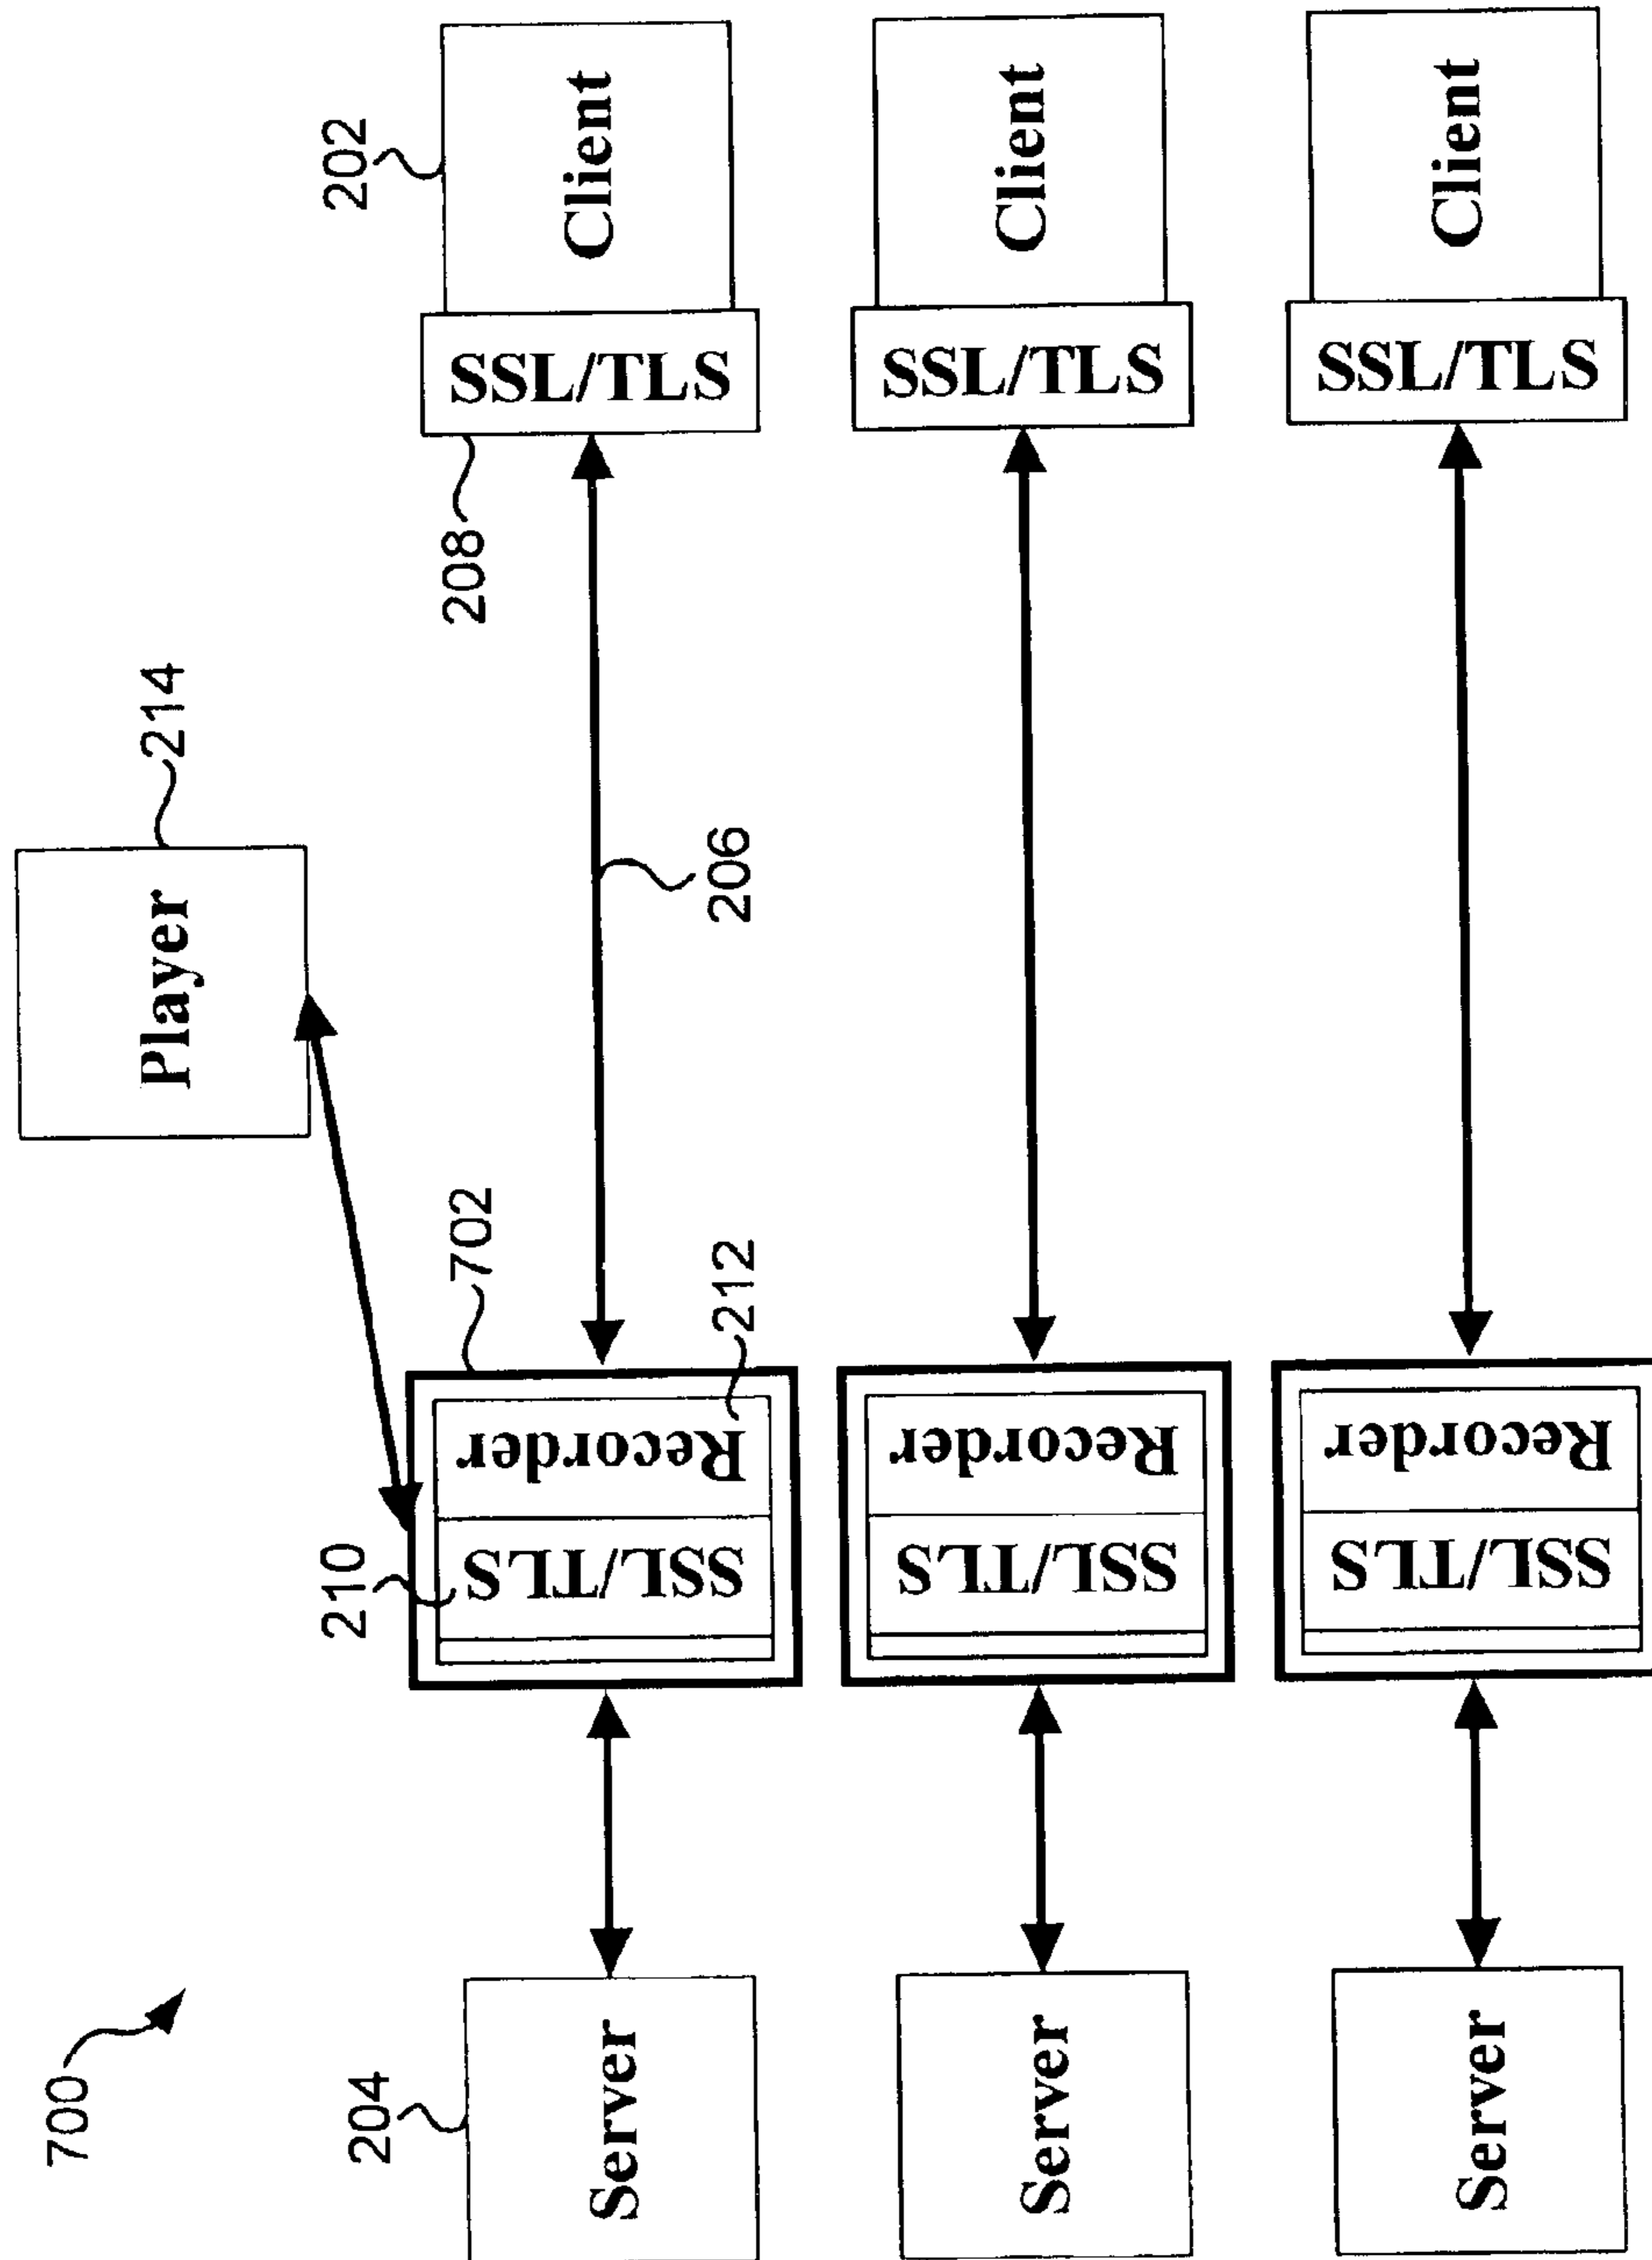 700
Player
214
204
Server
210
SSL/TLS
Recorder
702
212
206
208
SSL/TLS
202
Client
Server
SSL/TLS
Recorder
SSL/TLS
Client
Server
SSL/TLS
Recorder
SSL/TLS
Client